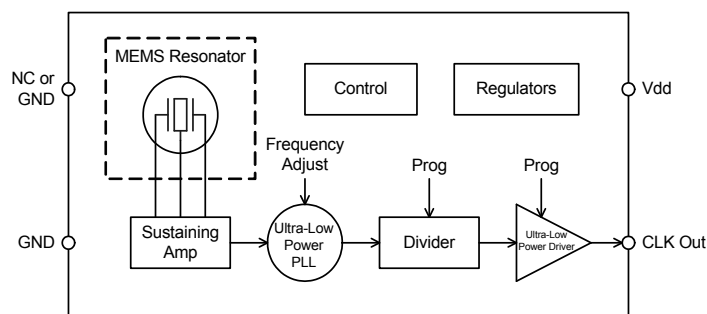 MEMS Resonator
NC or
GND
Control
Regulators
Vdd
Frequency
Adjust
Prog
Prog
GND
Sustaining
Amp
Ultra-Low
Power
PLL
Divider
Ultra-Low
Power Driver
CLK Out